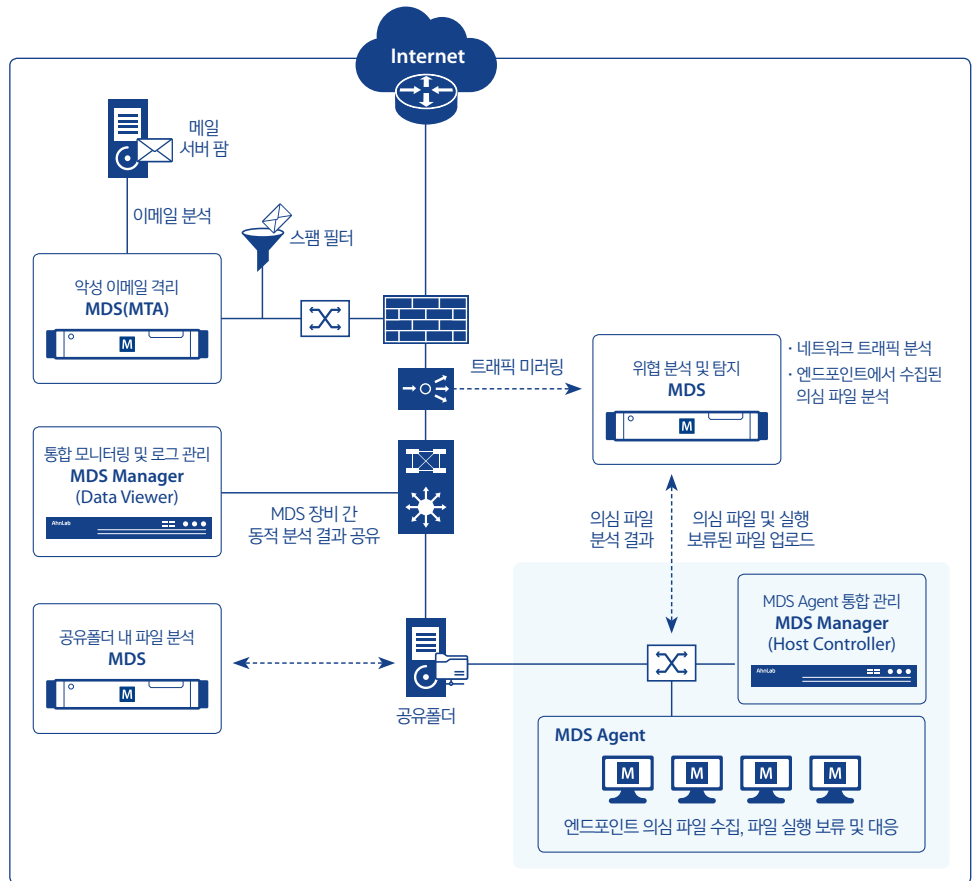 Internet
메일
서버 팜
이메일 분석
스팸 필터
악성 이메일 격리
MDS(MTA)
M
트래픽 미러링
위협 분석 및 탐지
MDS
M
· 네트워크 트래픽 분석
· 엔드포인트에서 수집된
의심 파일 분석
통합 모니터링 및 로그 관리
MDS Manager
(Data Viewer)
AhnLab
MDS 장비 간
동적 분석 결과 공유
의심 파일
분석 결과
의심 파일 및 실행
보류된 파일 업로드
공유폴더 내 파일 분석
MDS
M
공유폴더
MDS Agent 통합 관리
MDS Manager
(Host Controller)
AhnLab
MDS Agent
M M M M
엔드포인트 의심 파일 수집, 파일 실행 보류 및 대응